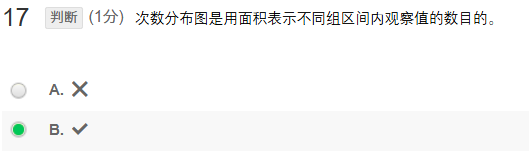 17 判断 (1分) 次数分布图是用面积表示不同组区间内观察值的数目的。
A. ✕
B. ✓